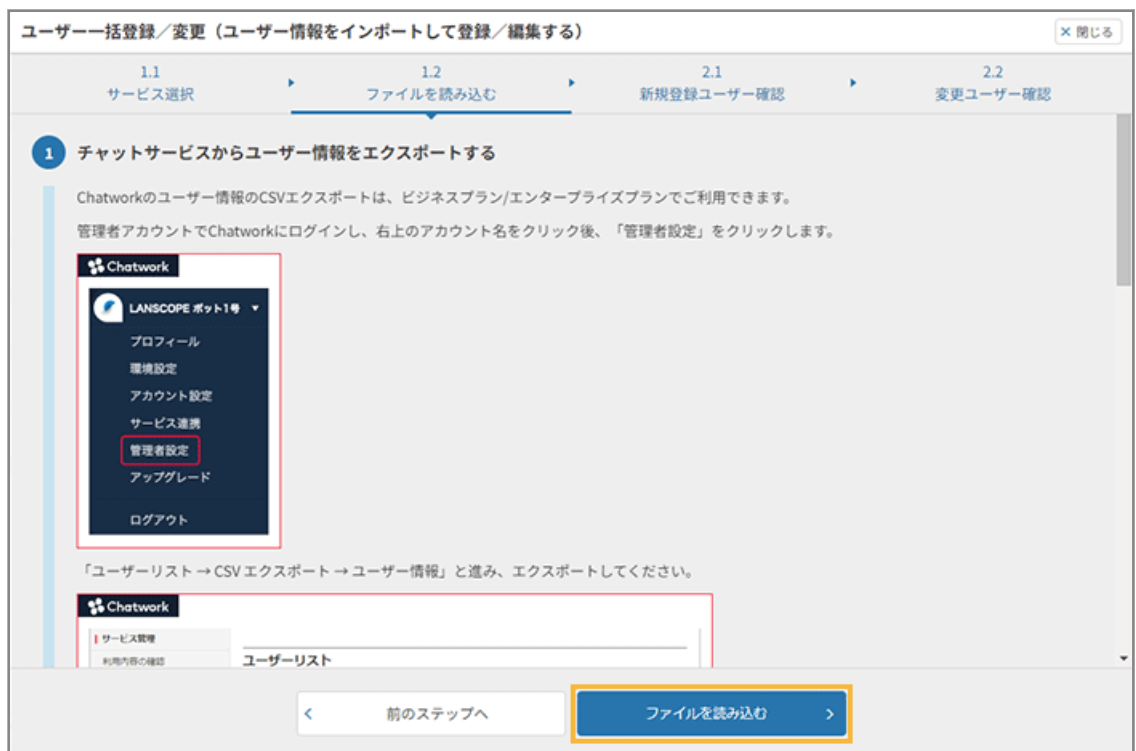 ユーザー一括登録／変更（ユーザー情報をインポートして登録／編集する）
× 閉じる
1.1
サービス選択
1.2
ファイルを読み込む
2.1
新規登録ユーザー確認
2.2
変更ユーザー確認
1 チャットサービスからユーザー情報をエクスポートする
Chatworkのユーザー情報のCSVエクスポートは、ビジネスプラン/エンタープライズプランでご利用できます。
管理者アカウントでChatworkにログインし、右上のアカウント名をクリック後、「管理者設定」をクリックします。
Chatwork
LANSCOPE ボット1号
プロフィール
環境設定
アカウント設定
サービス連携
管理者設定
アップグレード
ログアウト
「ユーザーリスト → CSV エクスポート → ユーザー情報」と進み、エクスポートしてください。
Chatwork
サービス管理
利用内容の確認
ユーザーリスト
前のステップへ
ファイルを読み込む